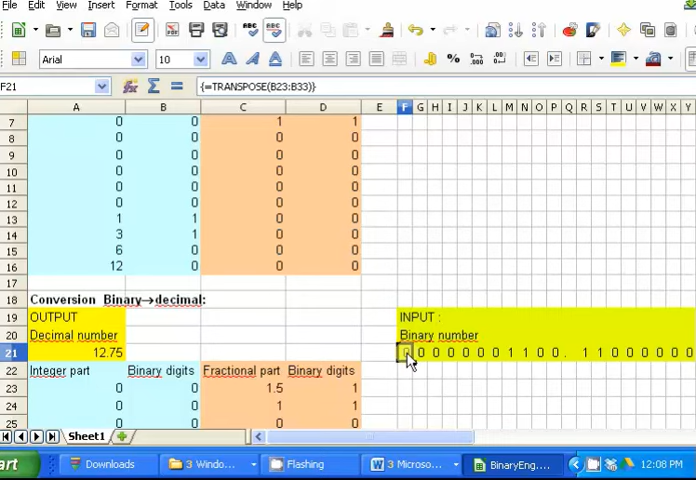 File Edit View Insert Format Tools Data Window Help
Arial 10
F21 {=TRANSPOSE(B23:B33)}
A B C D E F G H I J K L M N O P Q R S T U V W X Y
7 0 0 1 1
8 0 0 0 0
9 0 0 0 0
10 0 0 0 0
11 0 0 0 0
12 0 0 0 0
13 1 1 0 0
14 3 1 0 0
15 6 0 0 0
16 12 0 0 0
17
18 Conversion Binary→decimal:
19 OUTPUT INPUT :
20 Decimal number Binary number
21 12.75 0 0 0 0 0 0 0 1 1 0 0 . 1 1 0 0 0 0 0 0
22 Integer part Binary digits Fractional part Binary digits
23 0 0 1.5 1
24 0 0 1 1
25 0 0 0 0
Sheet1
Downloads 3 Windo... Flashing 3 Microso... BinaryEng.... 12:08 PM